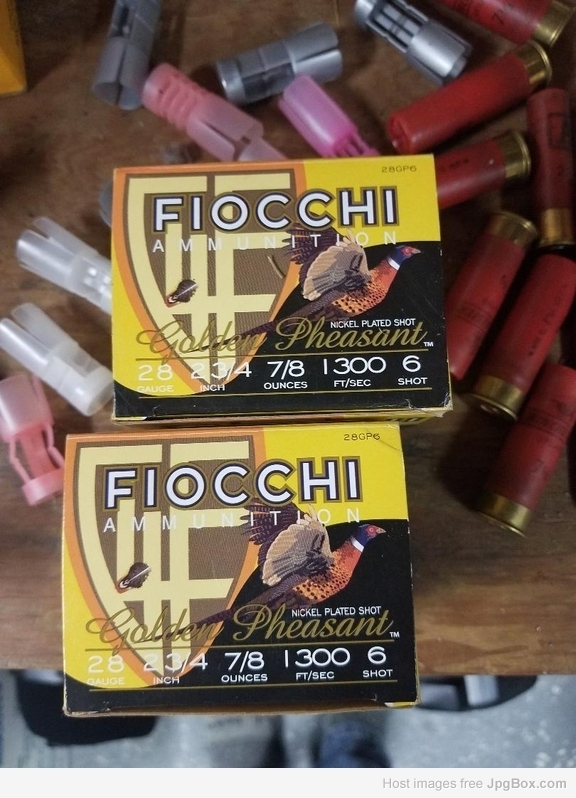 28GP6
FIOCCHI
AMMUNITION
NICKEL PLATED SHOT
Golden Pheasant™
28 2 3/4 7/8 1300 6
GAUGE INCH OUNCES FT/SEC SHOT
28GP6
FIOCCHI
AMMUNITION
NICKEL PLATED SHOT
Golden Pheasant™
28 2 3/4 7/8 1300 6
GAUGE INCH OUNCES FT/SEC SHOT
Host images free JpgBox.com